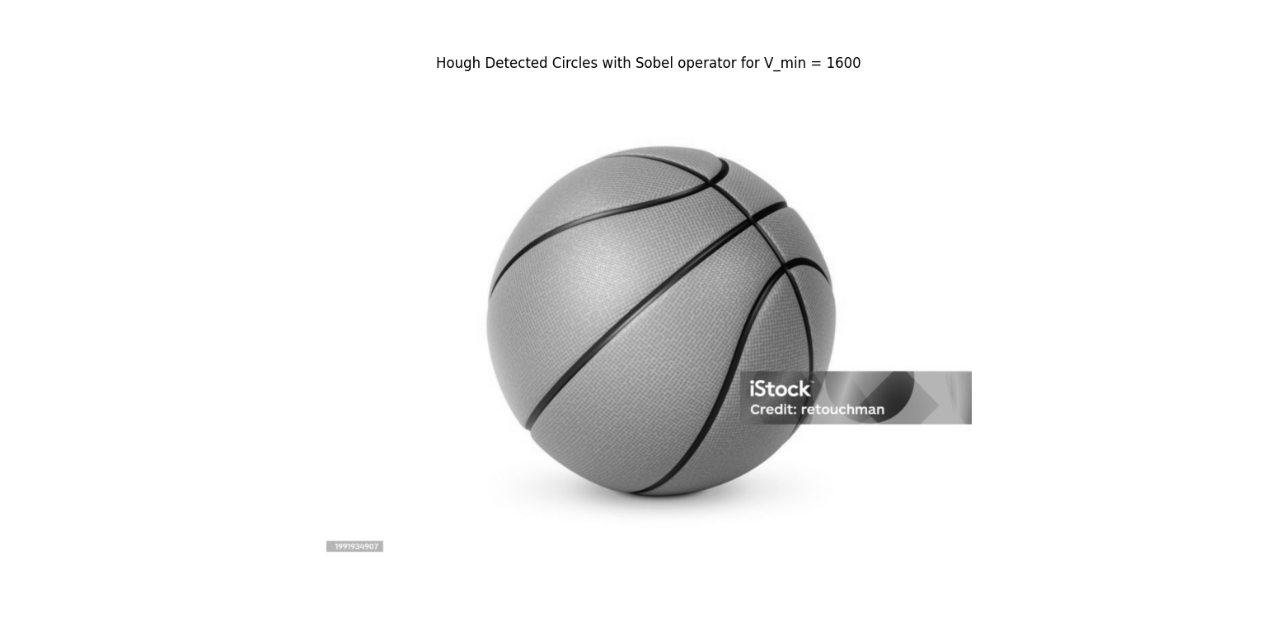 Hough Detected Circles with Sobel operator for V_min = 1600
iStock
Credit: retouchman
1991934907